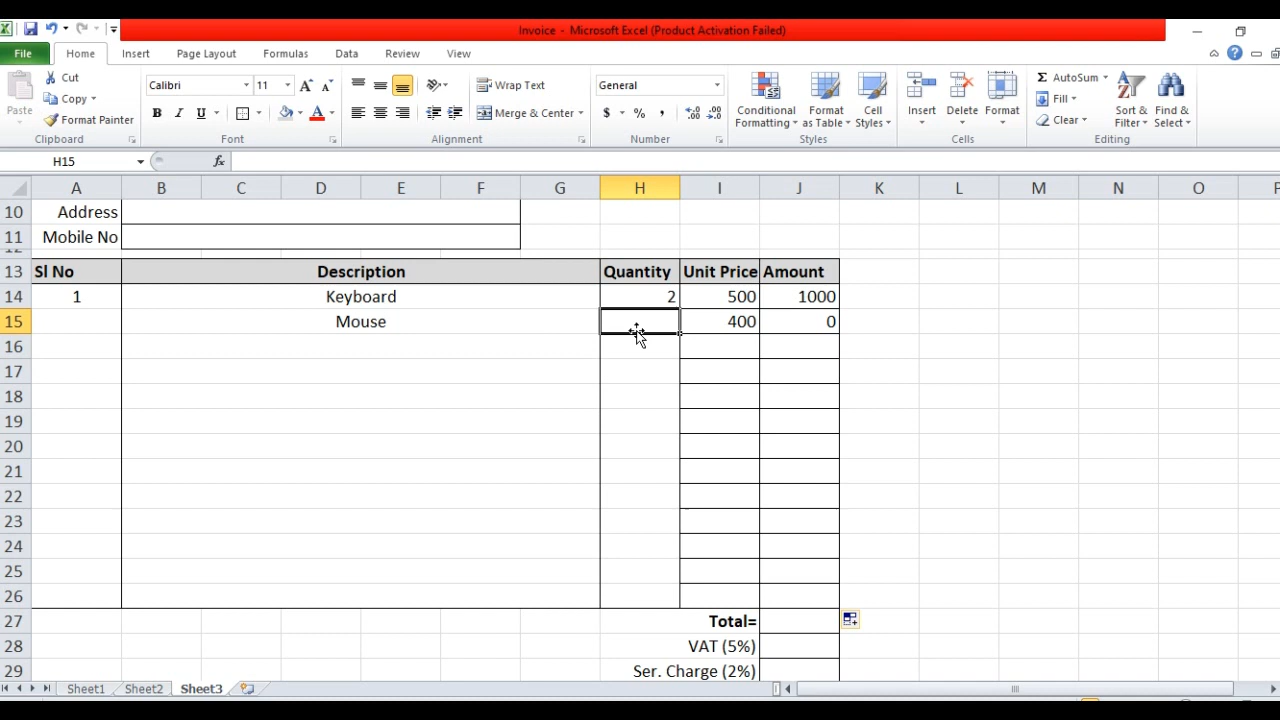 Invoice - Microsoft Excel (Product Activation Failed)
File Home Insert Page Layout Formulas Data Review View
Paste
Cut
Copy
Format Painter
Clipboard
Calibri 11
B I U A
Font
Wrap Text
Merge & Center
Alignment
General
$ % ,
Number
Conditional Formatting
Format as Table
Cell Styles
Styles
Insert Delete Format
Cells
Σ AutoSum
Fill
Clear
Sort & Filter
Find & Select
Editing
H15 fx
A B C D E F G H I J K L M N O P
10 Address
11 Mobile No
12
13 Sl No Description Quantity Unit Price Amount
14 1 Keyboard 2 500 1000
15 Mouse 400 0
16
17
18
19
20
21
22
23
24
25
26
27 Total=
28 VAT (5%)
29 Ser. Charge (2%)
Sheet1 Sheet2 Sheet3